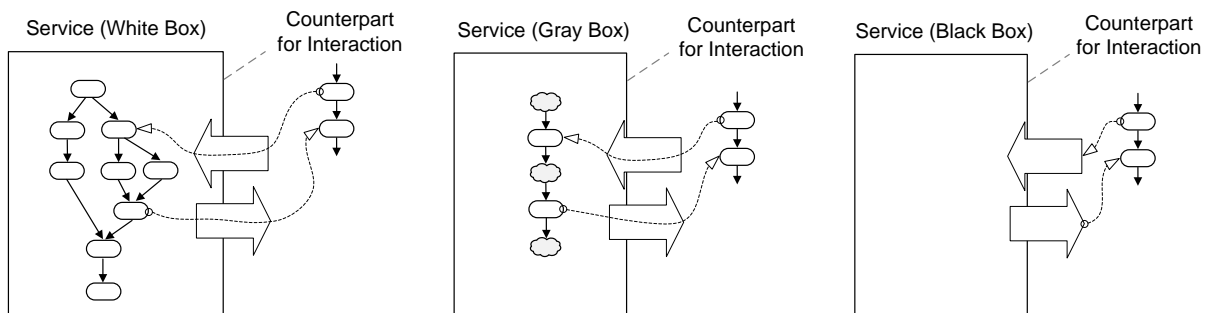 Service (White Box)
Counterpart
for Interaction
Service (Gray Box)
Counterpart
for Interaction
Service (Black Box)
Counterpart
for Interaction